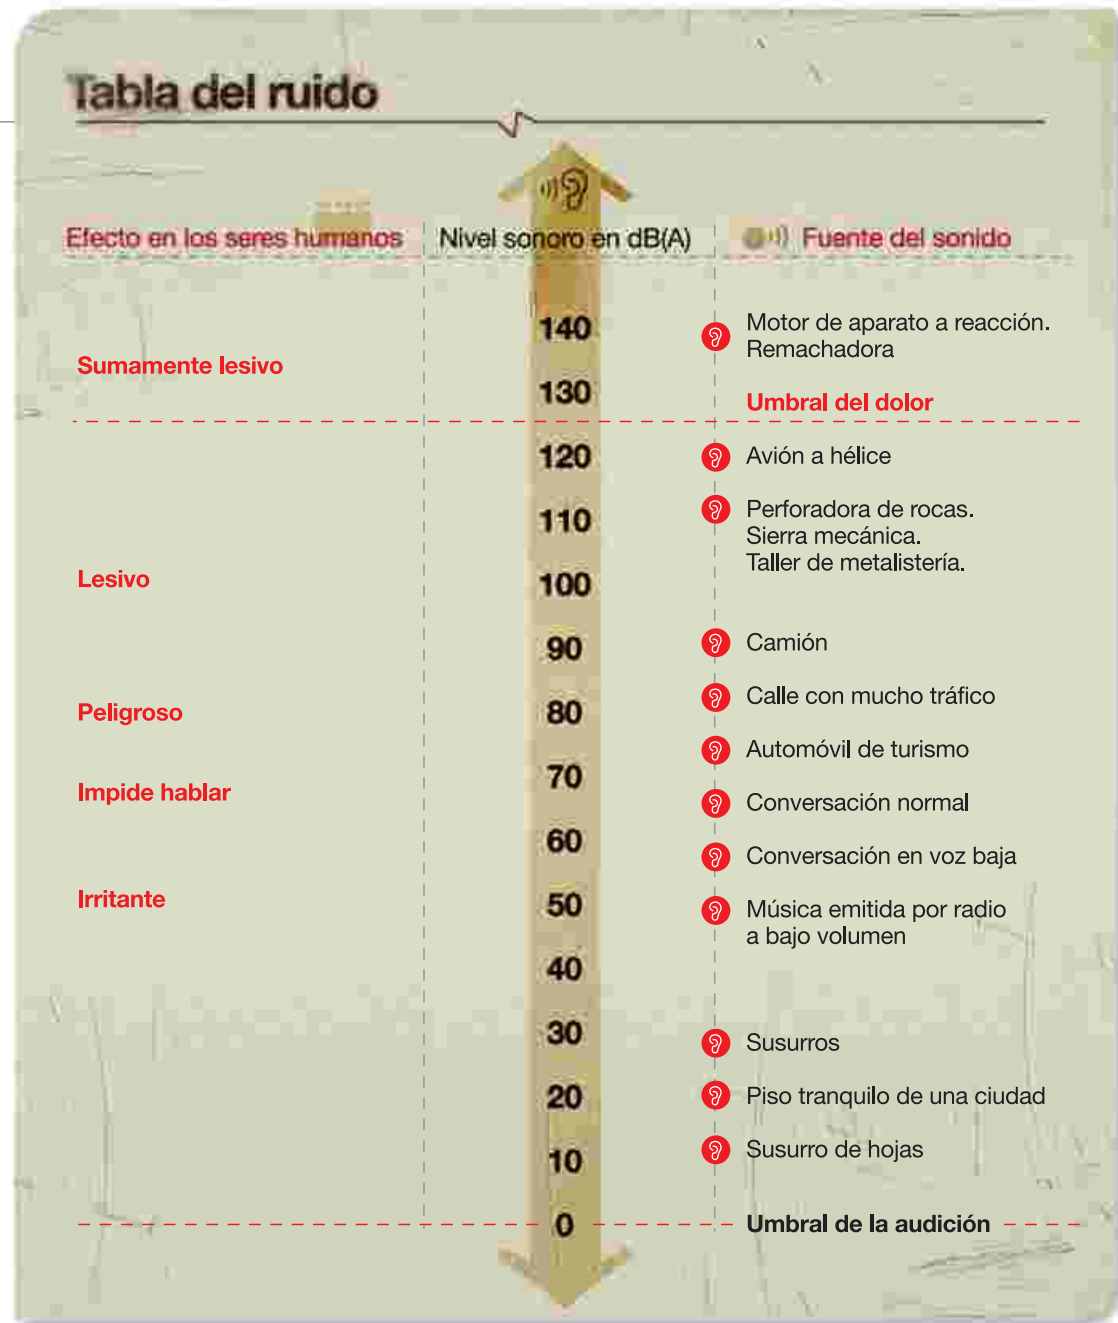 Tabla del ruido
Efecto en los seres humanos
Nivel sonoro en dB(A)
Fuente del sonido
140
Motor de aparato a reacción.
Remachadora
Sumamente lesivo
130
Umbral del dolor
120
Avión a hélice
110
Perforadora de rocas.
Sierra mecánica.
Taller de metalistería.
Lesivo
100
90
Camión
Peligroso
80
Calle con mucho tráfico
Automóvil de turismo
70
Impide hablar
Conversación normal
60
Conversación en voz baja
Irritante
50
Música emitida por radio
a bajo volumen
40
30
Susurros
20
Piso tranquilo de una ciudad
10
Susurro de hojas
0
Umbral de la audición